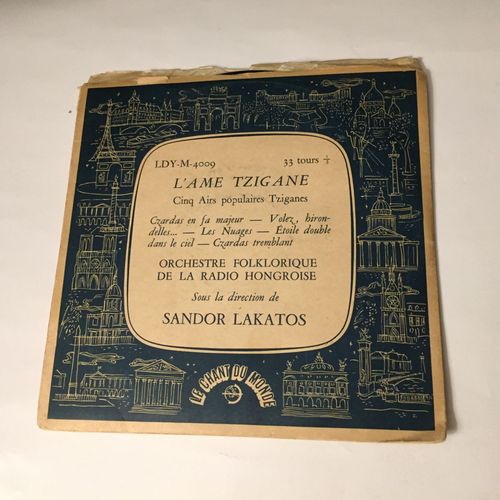 LDY-M-4009 33 tours ⅓
L'AME TZIGANE
Cinq Airs populaires Tziganes
Czardas en fa majeur — Volez, hiron-
delles... — Les Nuages — Étoile double
dans le ciel — Czardas tremblant
ORCHESTRE FOLKLORIQUE
DE LA RADIO HONGROISE
Sous la direction de
SANDOR LAKATOS
LE CHANT DU MONDE